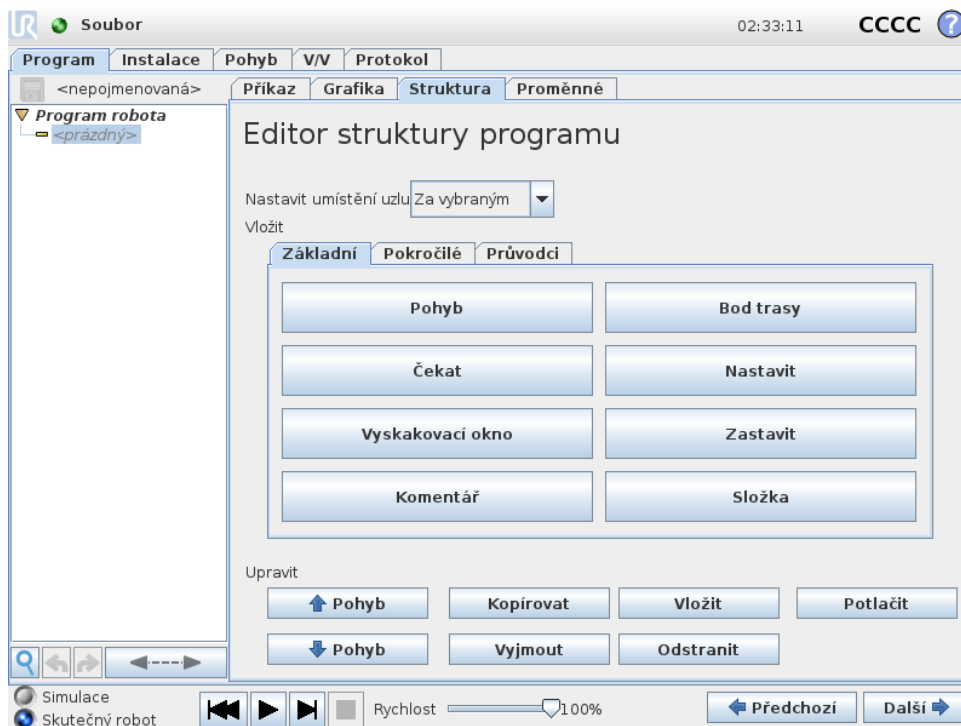 UR Soubor 02:33:11 CCCC ?
Program Instalace Pohyb V/V Protokol
<nepojmenovaná> Příkaz Grafika Struktura Proměnné
Program robota
<prázdný>
Editor struktury programu
Nastavit umístění uzlu Za vybraným
Vložit
Základní Pokročilé Průvodci
Pohyb Bod trasy
Čekat Nastavit
Vyskakovací okno Zastavit
Komentář Složka
Upravit
Pohyb Kopírovat Vložit Potlačit
Pohyb Vyjmout Odstranit
Simulace
Skutečný robot
Rychlost 100% Předchozí Další